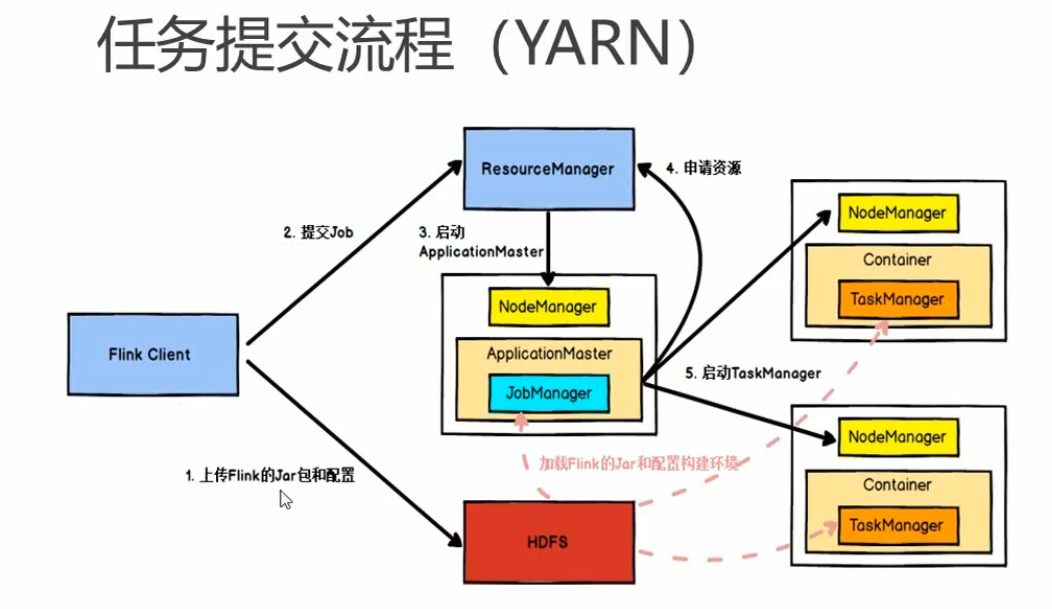 任务提交流程（YARN）
ResourceManager
4. 申请资源
2. 提交Job
3. 启动
ApplicationMaster
NodeManager
Container
TaskManager
NodeManager
ApplicationMaster
JobManager
Flink Client
5. 启动TaskManager
NodeManager
Container
TaskManager
加载Flink的Jar和配置构建环境
1. 上传Flink的Jar包和配置
HDFS